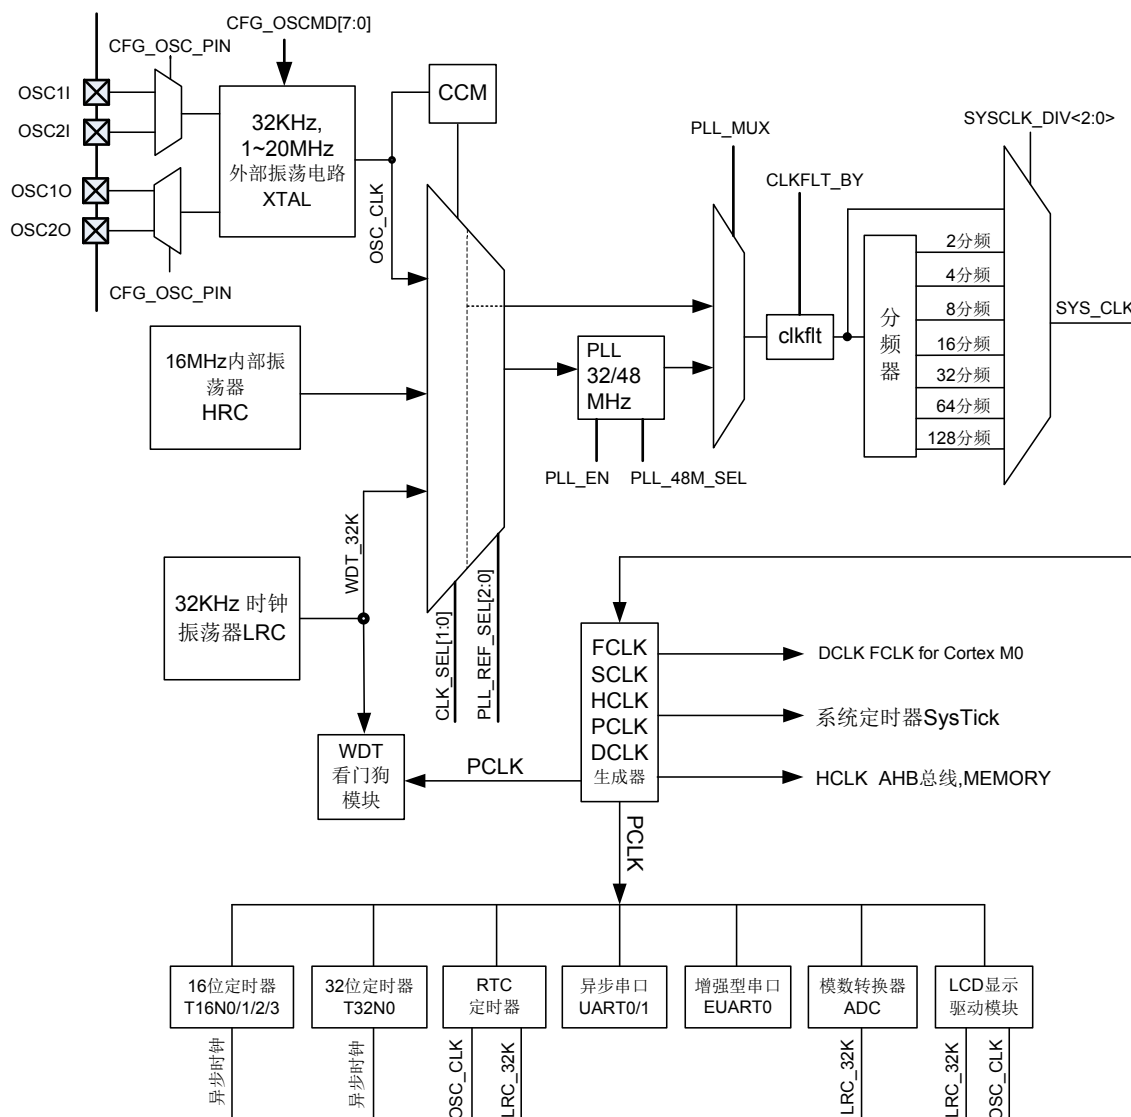 CFG_OSCMD[7:0]
CFG_OSC_PIN
OSC1I
OSC2I
OSC1O
OSC2O
CFG_OSC_PIN
32KHz,
1~20MHz
外部振荡电路
XTAL
OSC_CLK
CCM
16MHz内部振
荡器
HRC
32KHz 时钟
振荡器LRC
WDT_32K
CLK_SEL[1:0]
PLL_REF_SEL[2:0]
PLL
32/48
MHz
PLL_EN
PLL_48M_SEL
PLL_MUX
CLKFLT_BY
clkflt
SYSCLK_DIV<2:0>
分
频
器
2分频
4分频
8分频
16分频
32分频
64分频
128分频
SYS_CLK
WDT
看门狗
模块
PCLK
FCLK
SCLK
HCLK
PCLK
DCLK
生成器
DCLK FCLK for Cortex M0
系统定时器SysTick
HCLK AHB总线,MEMORY
PCLK
16位定时器
T16N0/1/2/3
32位定时器
T32N0
RTC
定时器
异步串口
UART0/1
增强型串口
EUART0
模数转换器
ADC
LCD显示
驱动模块
异步时钟
异步时钟
OSC_CLK
LRC_32K
LRC_32K
LRC_32K
OSC_CLK